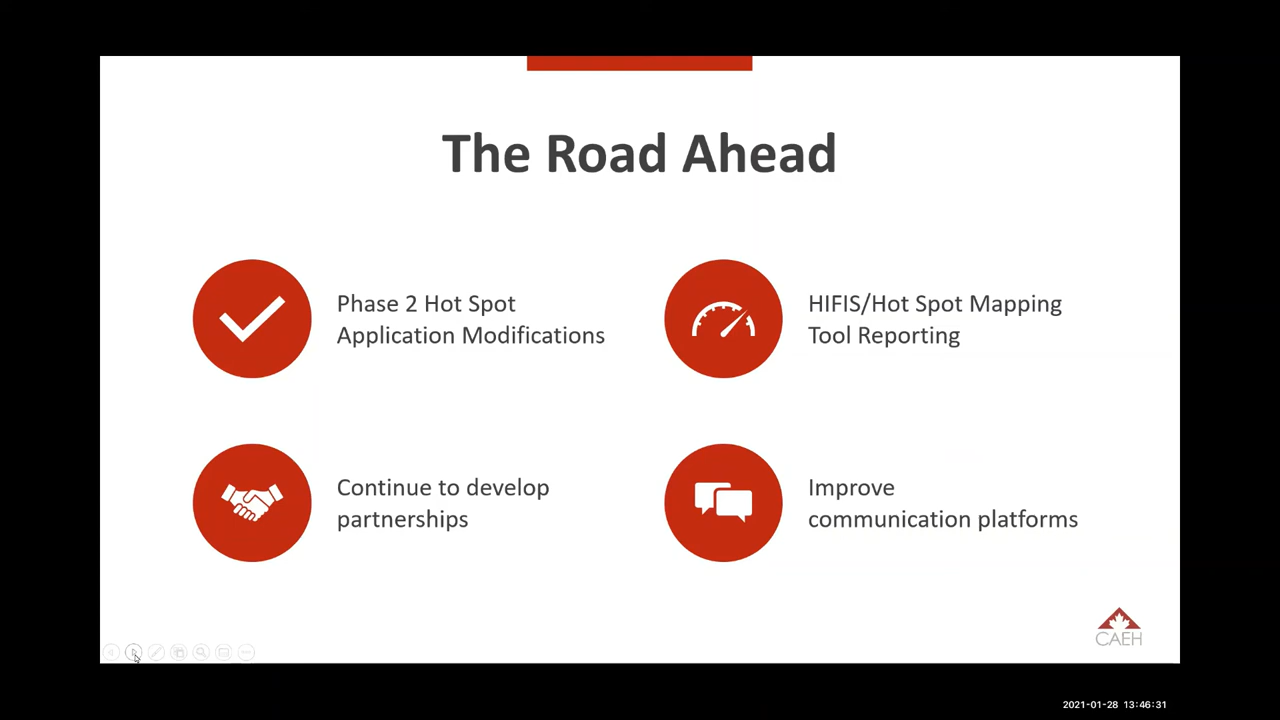 The Road Ahead
Phase 2 Hot Spot
Application Modifications
HIFIS/Hot Spot Mapping
Tool Reporting
Continue to develop
partnerships
Improve
communication platforms
CAEH
2021-01-28 13:46:31